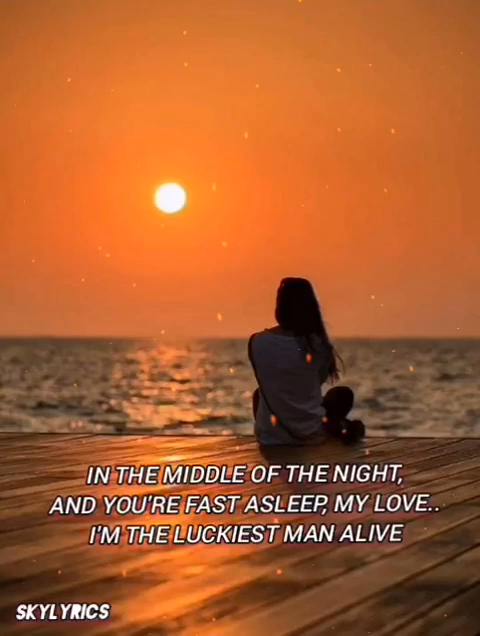 IN THE MIDDLE OF THE NIGHT,
AND YOU'RE FAST ASLEEP, MY LOVE..
I'M THE LUCKIEST MAN ALIVE
SKYLYRICS